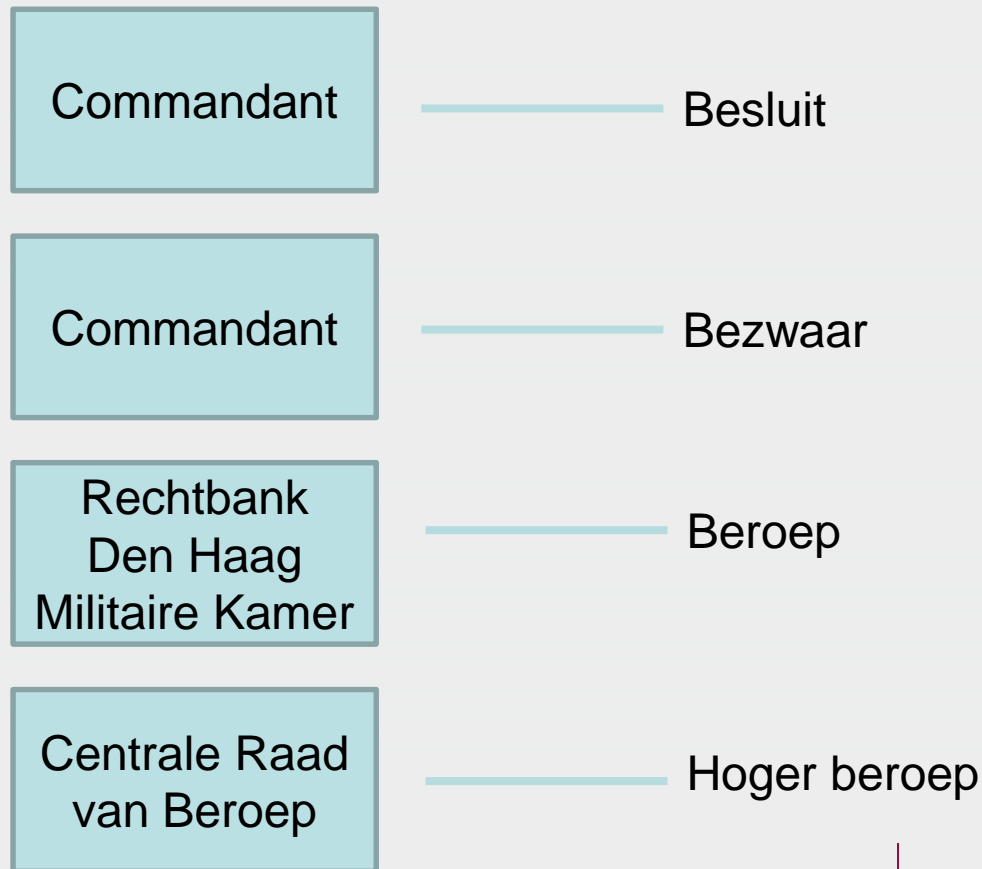 Commandant
Besluit
Commandant
Bezwaar
Rechtbank
Den Haag
Militaire Kamer
Beroep
Centrale Raad
van Beroep
Hoger beroep